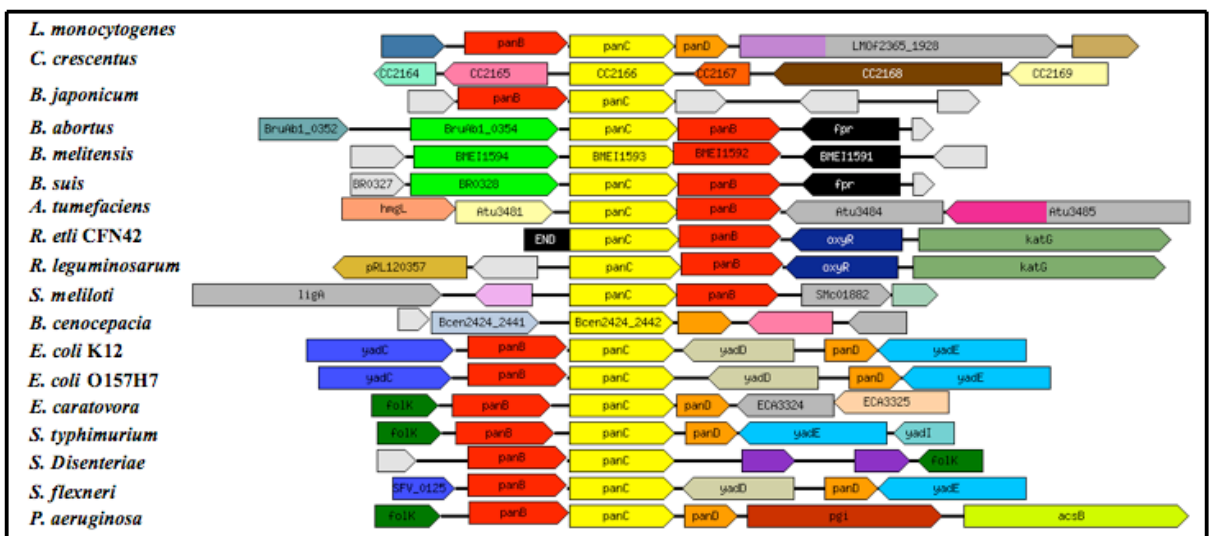 L. monocytogenes panB panC panD LMOf2365_1928
C. crescentus CC2164 CC2165 CC2166 CC2167 CC2168 CC2169
B. japonicum panB panC
B. abortus BruAb1_0352 BruAb1_0354 panC panB fpr
B. melitensis BMEI1594 BMEI1593 BMEI1592 BMEI1591
B. suis BR0327 BR0328 panC panB fpr
A. tumefaciens hmgL Atu3481 panC panB Atu3484 Atu3485
R. etli CFN42 END panC panB oxyR katG
R. leguminosarum pRL120357 panC panB oxyR katG
S. meliloti ligA panC panB SMc01882
B. cenocepacia Bcen2424_2441 Bcen2424_2442
E. coli K12 yadC panB panC yadD panD yadE
E. coli O157H7 yadC panB panC yadD panD yadE
E. caratovora folK panB panC panD ECA3324 ECA3325
S. typhimurium folK panB panC panD yadE yadI
S. Disenteriae panB panC folK
S. flexneri SFV_0125 panB panC yadD panD yadE
P. aeruginosa folK panB panC panD pgi acsB